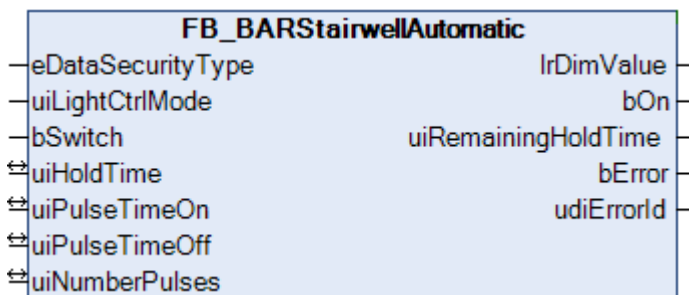 FB_BARStairwellAutomatic
eDataSecurityType lrDimValue
uiLightCtrlMode bOn
bSwitch uiRemainingHoldTime
uiHoldTime bError
uiPulseTimeOn udiErrorId
uiPulseTimeOff
uiNumberPulses